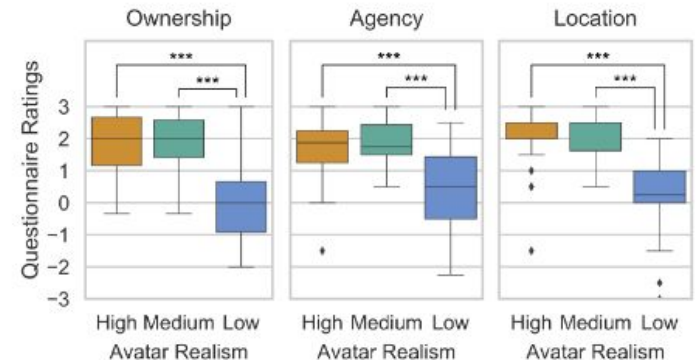 Ownership Agency Location
*** *** ***
*** *** ***
Questionnaire Ratings
3
2
1
0
−1
−2
−3
High Medium Low High Medium Low High Medium Low
Avatar Realism Avatar Realism Avatar Realism